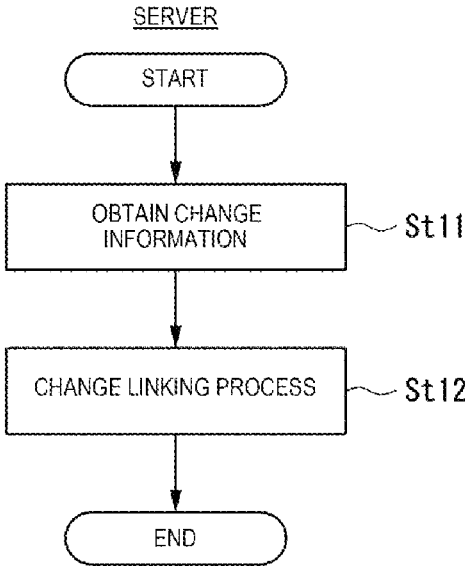 SERVER
START
OBTAIN CHANGE
INFORMATION
St11
CHANGE LINKING PROCESS
St12
END